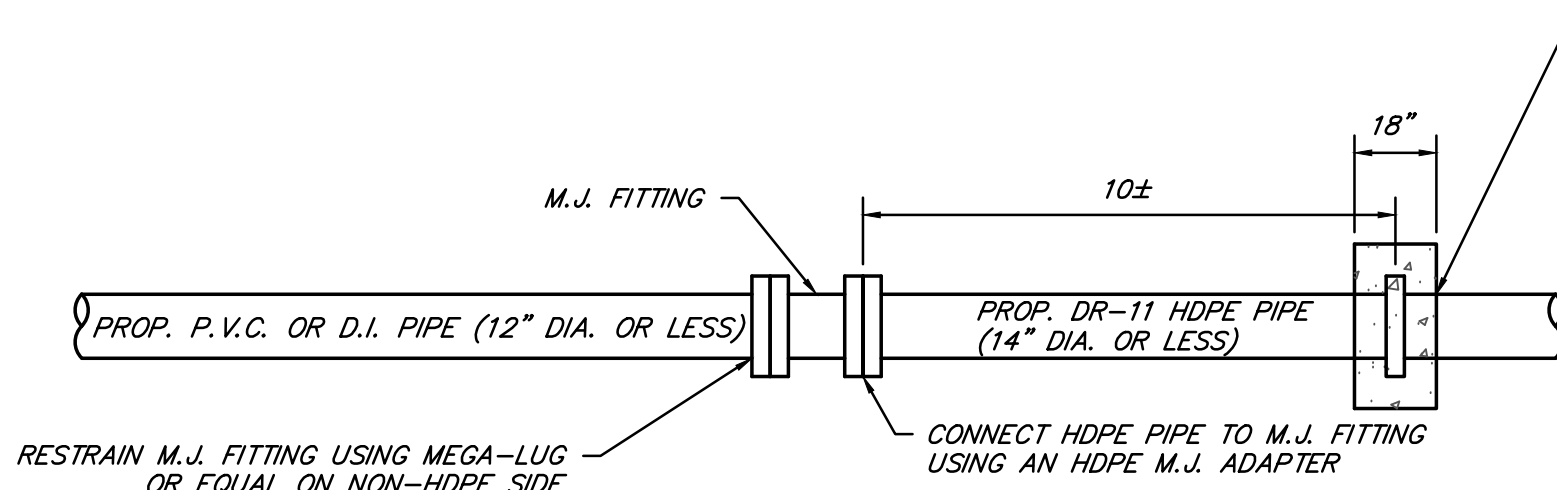 18"
10±
M.J. FITTING
PROP. P.V.C. OR D.I. PIPE (12" DIA. OR LESS)
PROP. DR-11 HDPE PIPE
(14" DIA. OR LESS)
RESTRAIN M.J. FITTING USING MEGA-LUG
OR EQUAL ON NON-HDPE SIDE
CONNECT HDPE PIPE TO M.J. FITTING
USING AN HDPE M.J. ADAPTER